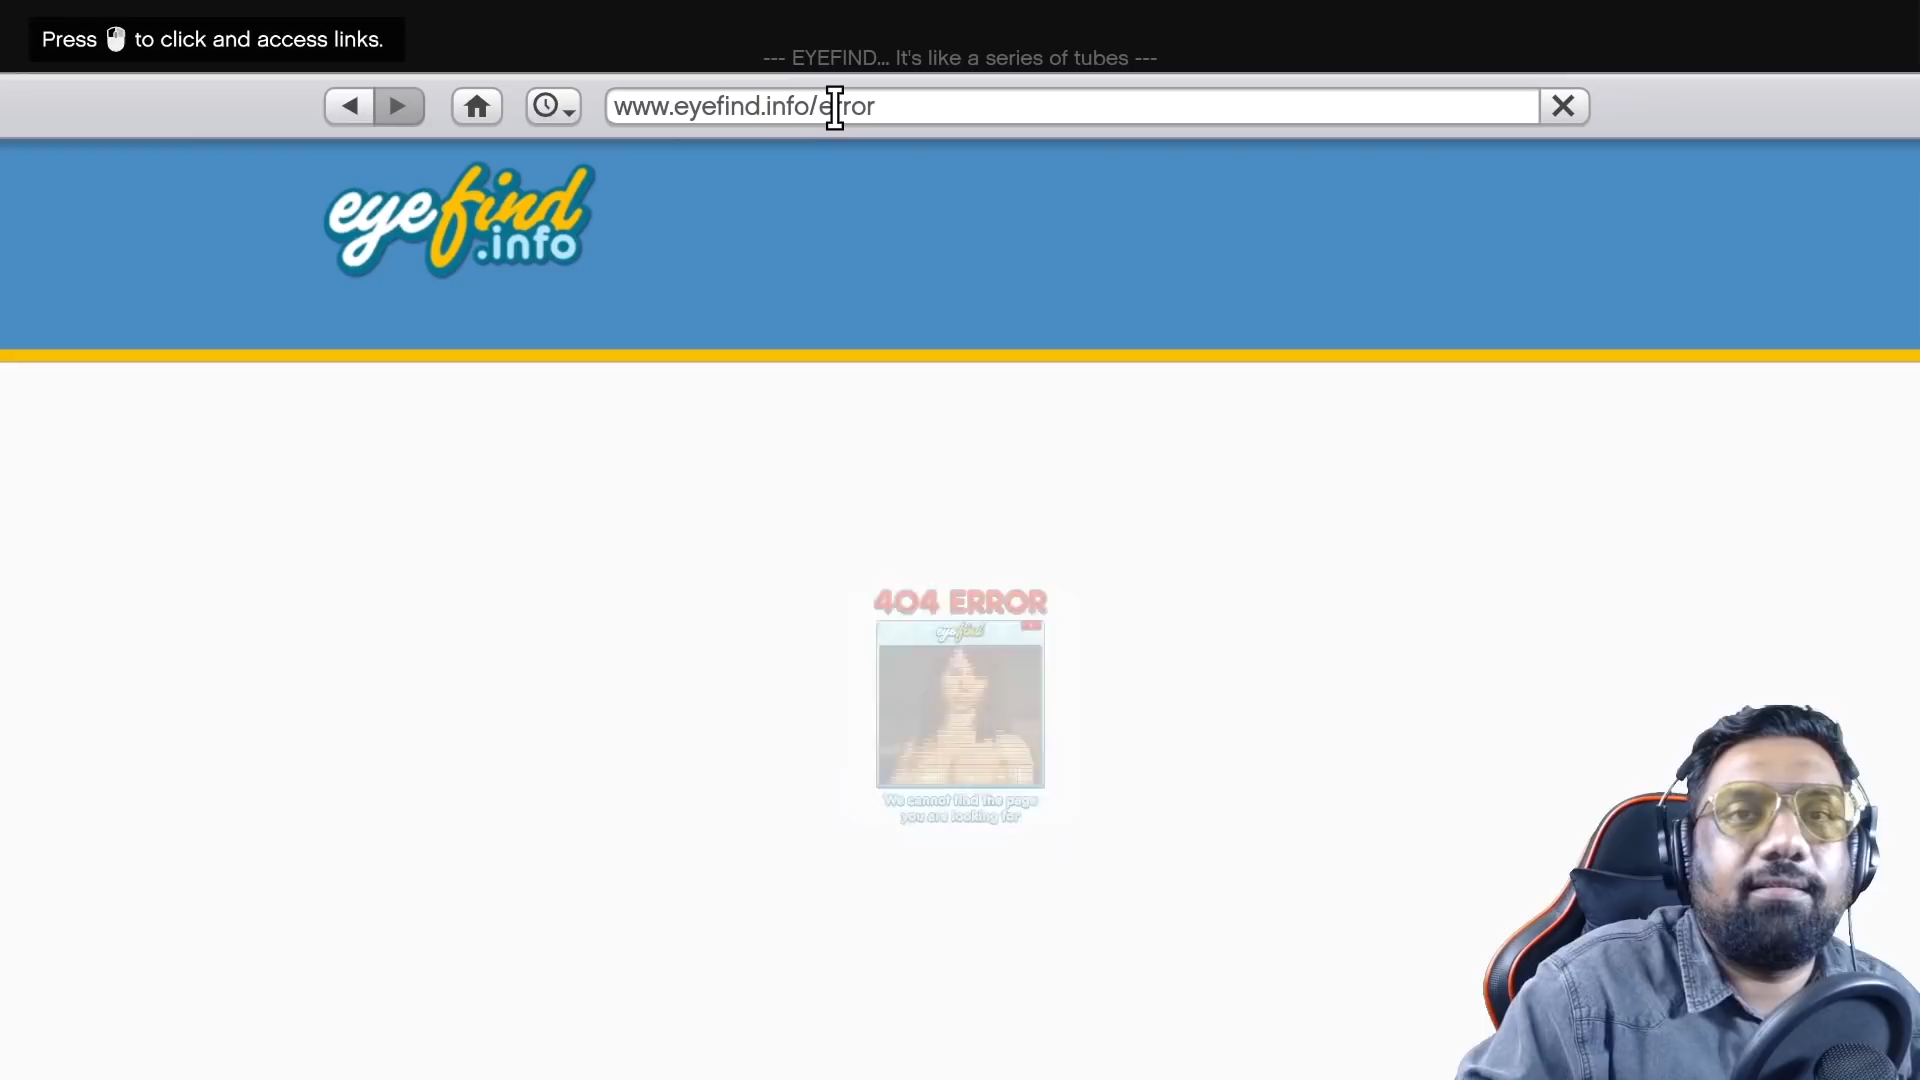 Press to click and access links.
--- EYEFIND... It's like a series of tubes ---
www.eyefind.info/error
eyefind
.info
404 ERROR
eyefind
We cannot find the page
you are looking for